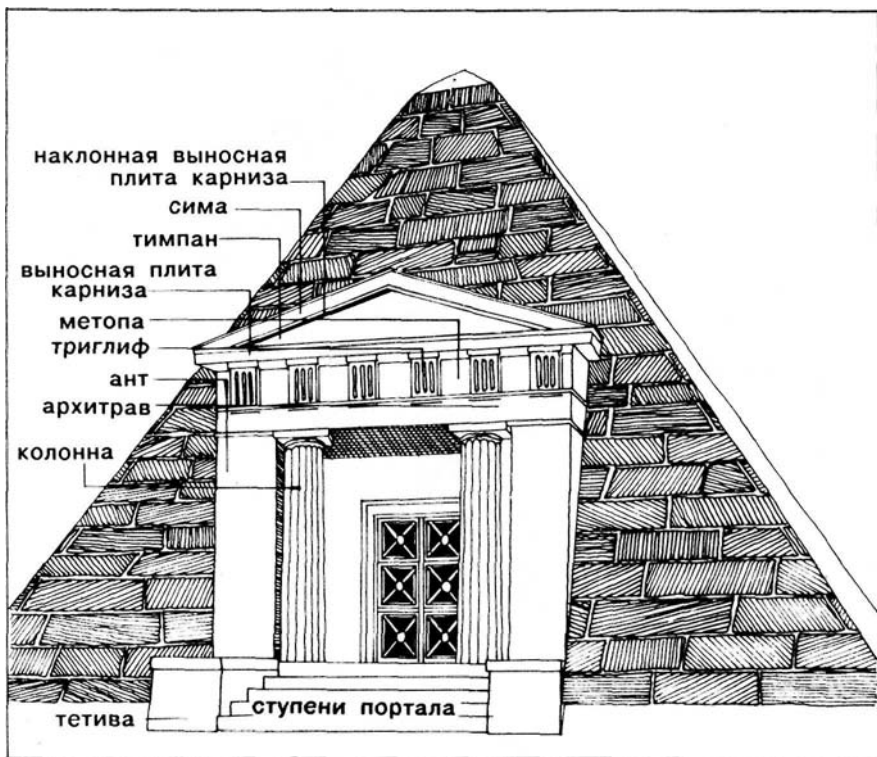 наклонная выносная
плита карниза
сима
тимпан
выносная плита
карниза
метопа
триглиф
ант
архитрав
колонна
тетива
ступени портала